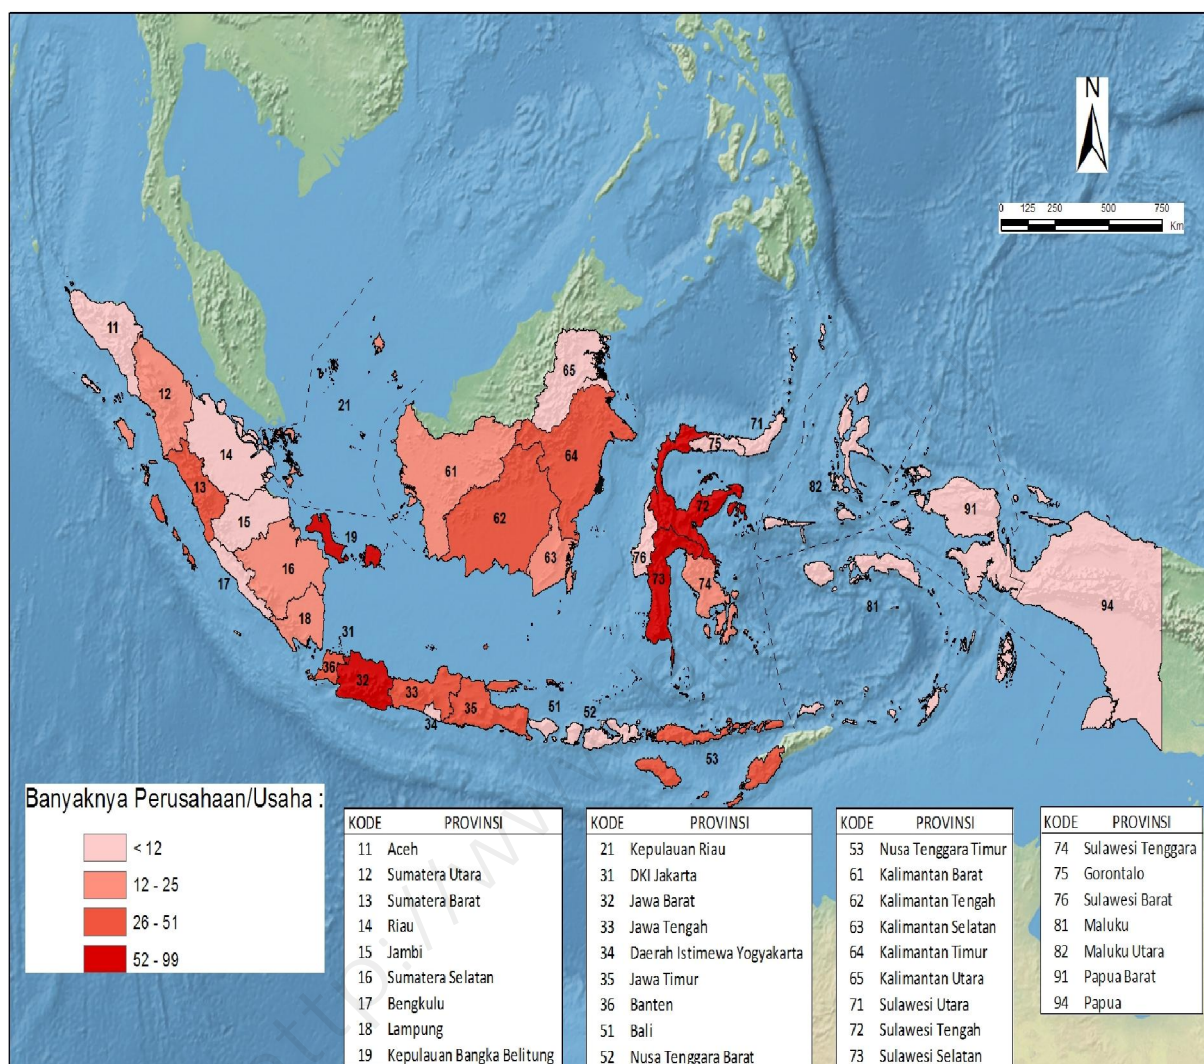 N
0 125 250 500 750
Km
11
12
13
14
15
16
17
18
19
21
31
36
32
33
34
35
51
52
53
61
62
63
64
65
71
75
72
76
73
74
82
81
91
94
Banyaknya Perusahaan/Usaha :
< 12
12 - 25
26 - 51
52 - 99
KODE PROVINSI
11 Aceh
12 Sumatera Utara
13 Sumatera Barat
14 Riau
15 Jambi
16 Sumatera Selatan
17 Bengkulu
18 Lampung
19 Kepulauan Bangka Belitung
KODE PROVINSI
21 Kepulauan Riau
31 DKI Jakarta
32 Jawa Barat
33 Jawa Tengah
34 Daerah Istimewa Yogyakarta
35 Jawa Timur
36 Banten
51 Bali
52 Nusa Tenggara Barat
KODE PROVINSI
53 Nusa Tenggara Timur
61 Kalimantan Barat
62 Kalimantan Tengah
63 Kalimantan Selatan
64 Kalimantan Timur
65 Kalimantan Utara
71 Sulawesi Utara
72 Sulawesi Tengah
73 Sulawesi Selatan
KODE PROVINSI
74 Sulawesi Tenggara
75 Gorontalo
76 Sulawesi Barat
81 Maluku
82 Maluku Utara
91 Papua Barat
94 Papua